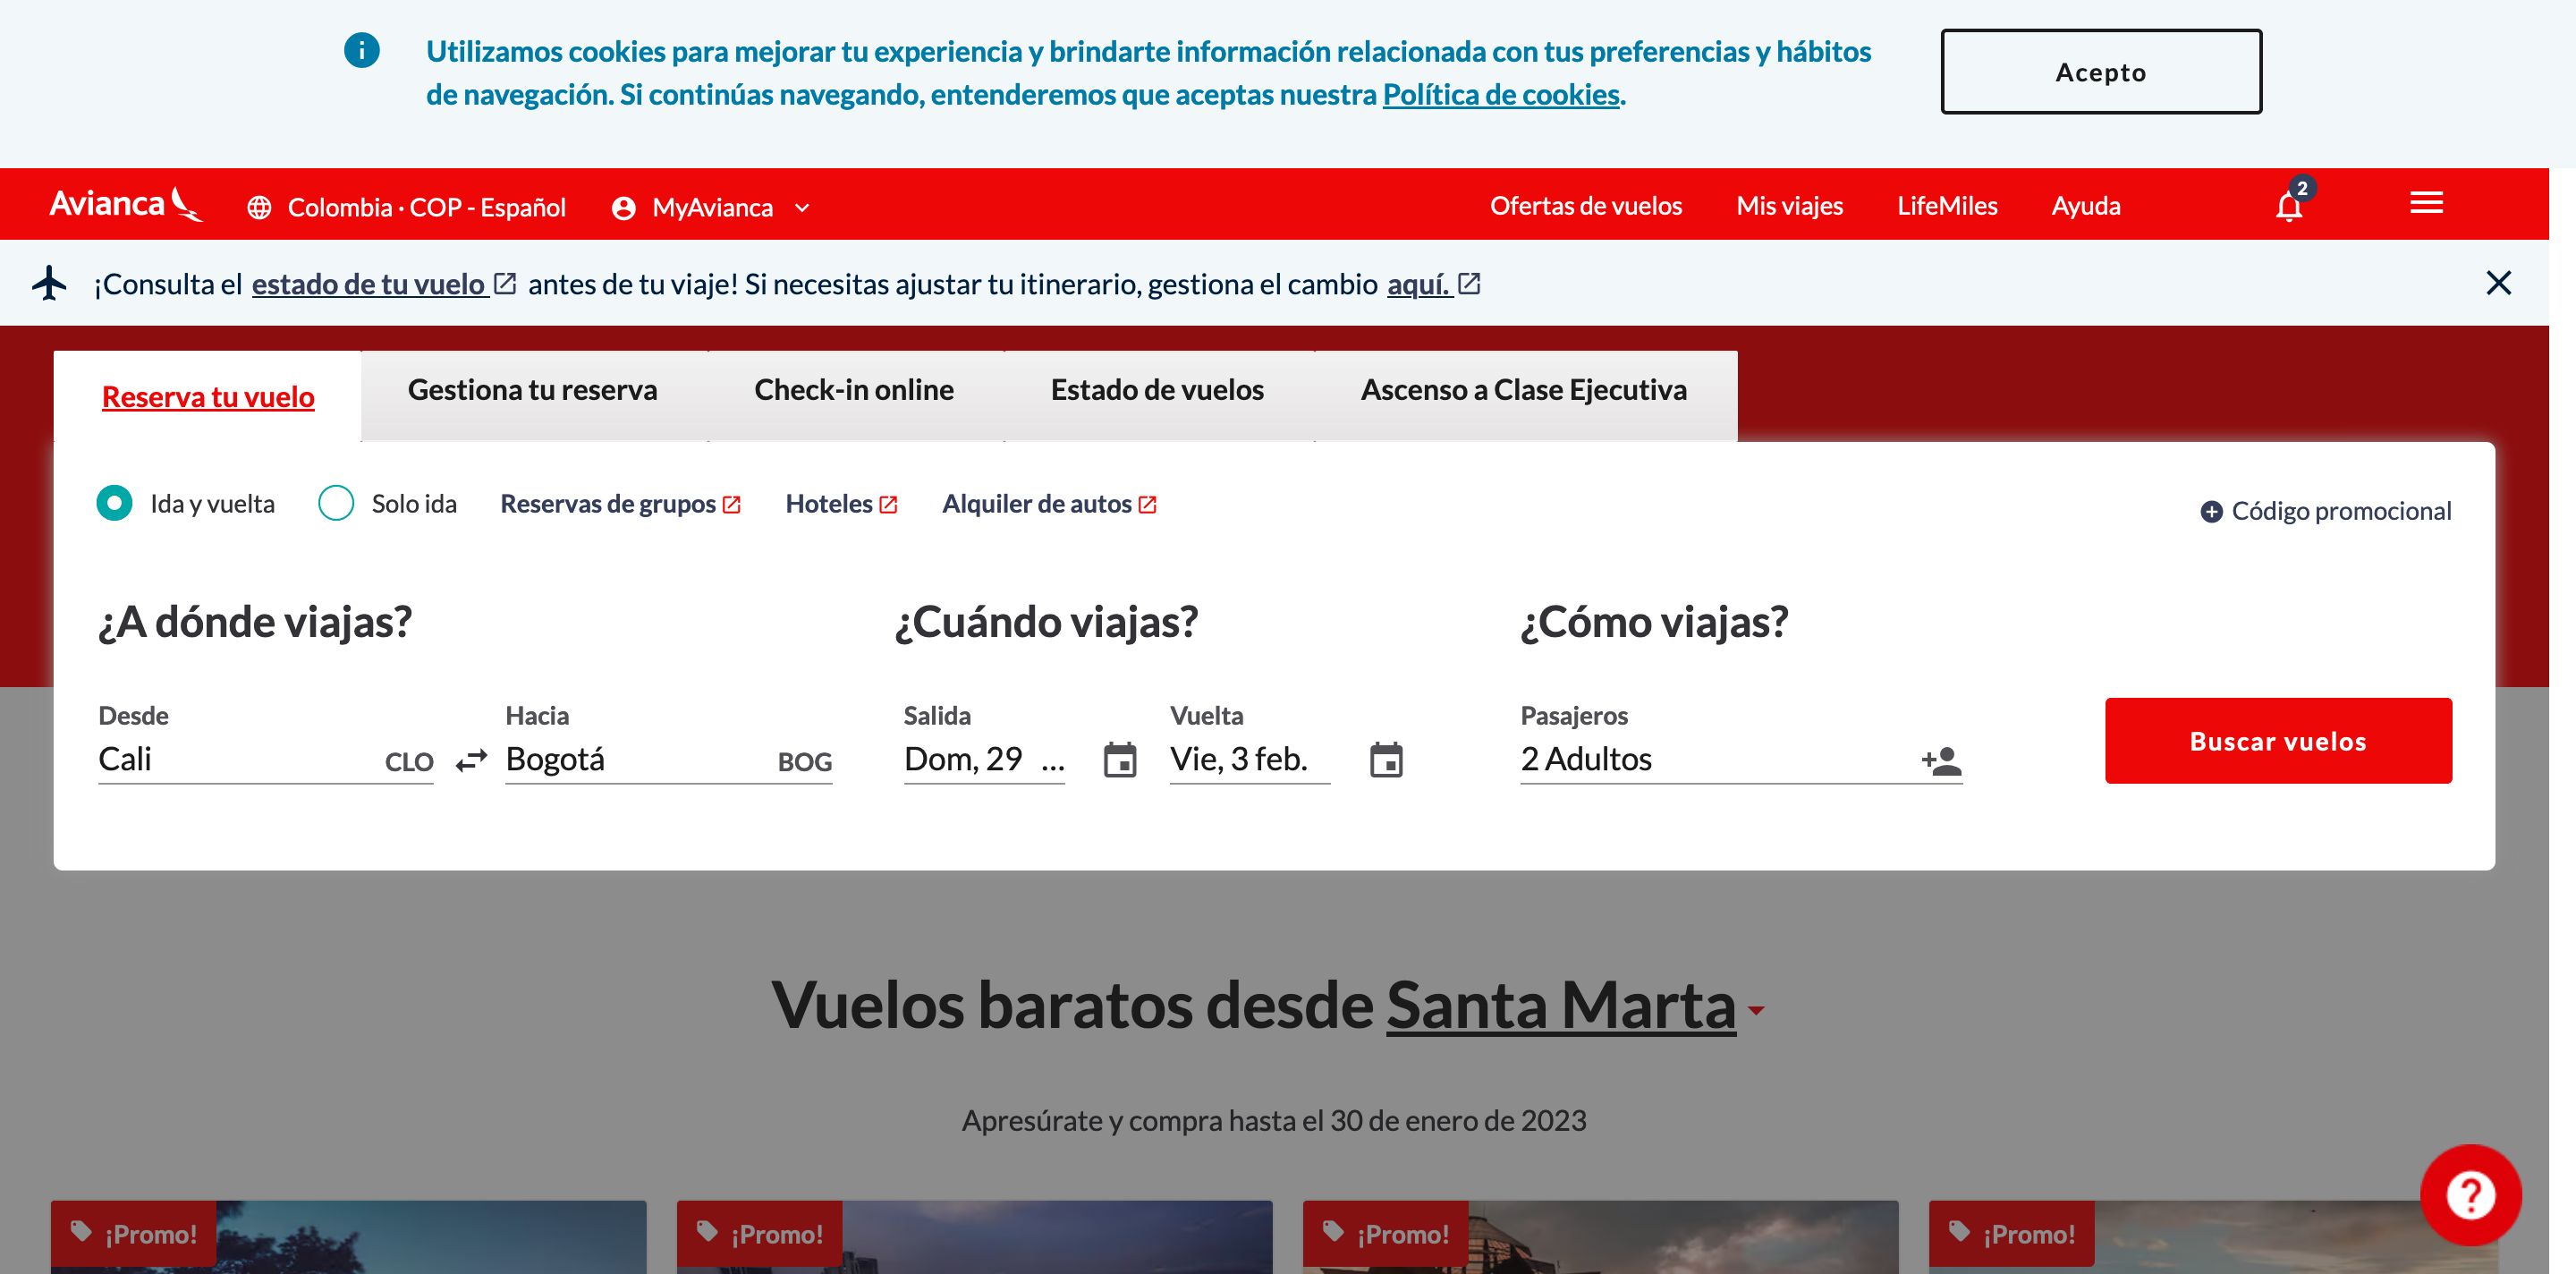 Utilizamos cookies para mejorar tu experiencia y brindarte información relacionada con tus preferencias y hábitos
de navegación. Si continúas navegando, entenderemos que aceptas nuestra Política de cookies.
Acepto
Avianca
Colombia · COP - Español
MyAvianca
Ofertas de vuelos
Mis viajes
LifeMiles
Ayuda
2
¡Consulta el estado de tu vuelo antes de tu viaje! Si necesitas ajustar tu itinerario, gestiona el cambio aquí.
Reserva tu vuelo
Gestiona tu reserva
Check-in online
Estado de vuelos
Ascenso a Clase Ejecutiva
Ida y vuelta
Solo ida
Reservas de grupos
Hoteles
Alquiler de autos
Código promocional
¿A dónde viajas?
¿Cuándo viajas?
¿Cómo viajas?
Desde
Cali CLO
Hacia
Bogotá BOG
Salida
Dom, 29 ...
Vuelta
Vie, 3 feb.
Pasajeros
2 Adultos
Buscar vuelos
Vuelos baratos desde Santa Marta
Apresúrate y compra hasta el 30 de enero de 2023
¡Promo!
¡Promo!
¡Promo!
¡Promo!